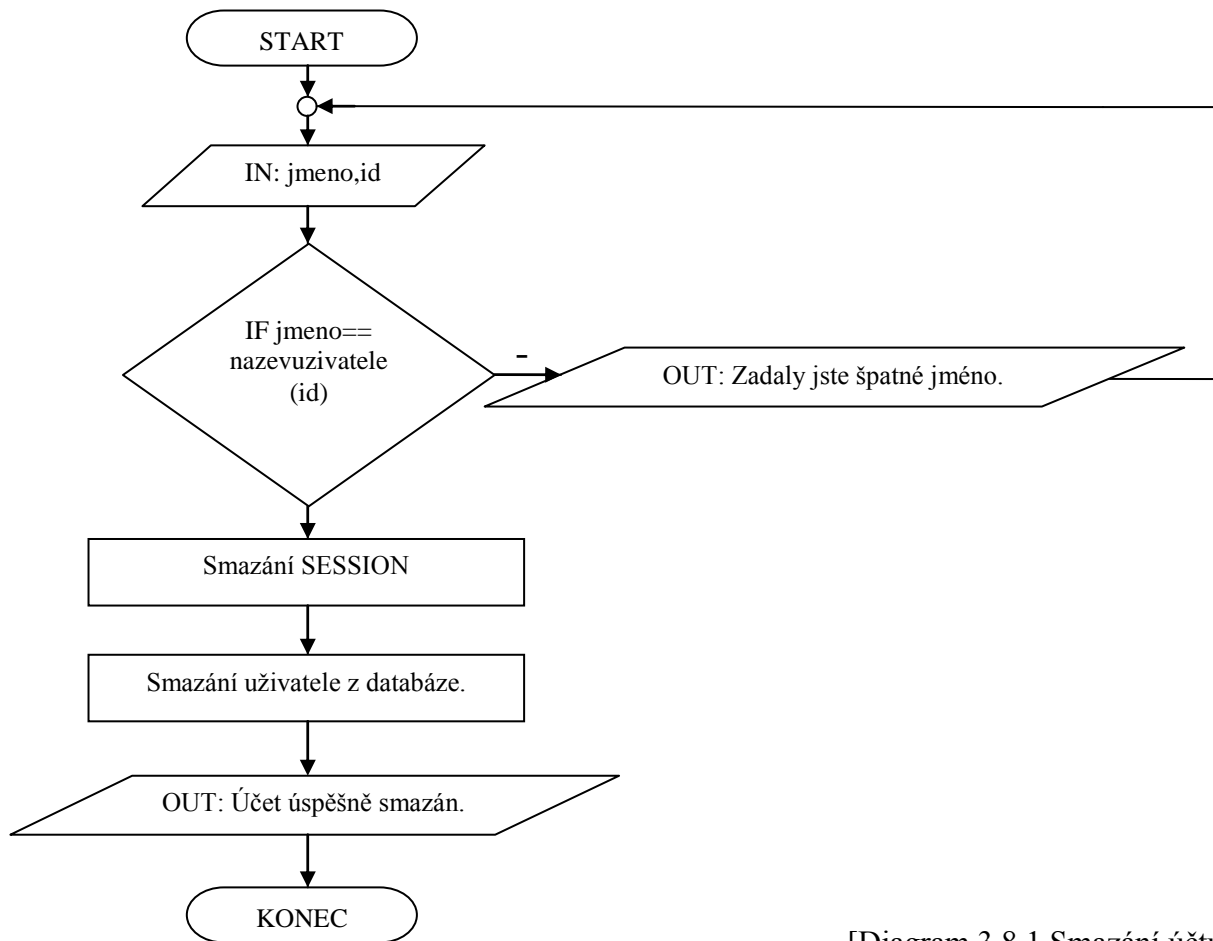 START
IN: jmeno,id
IF jmeno==
nazevuzivatele
(id)
-
OUT: Zadaly jste špatné jméno.
Smazání SESSION
Smazání uživatele z databáze.
OUT: Účet úspěšně smazán.
KONEC
[Diagram 3.8.1 Smazání účtu